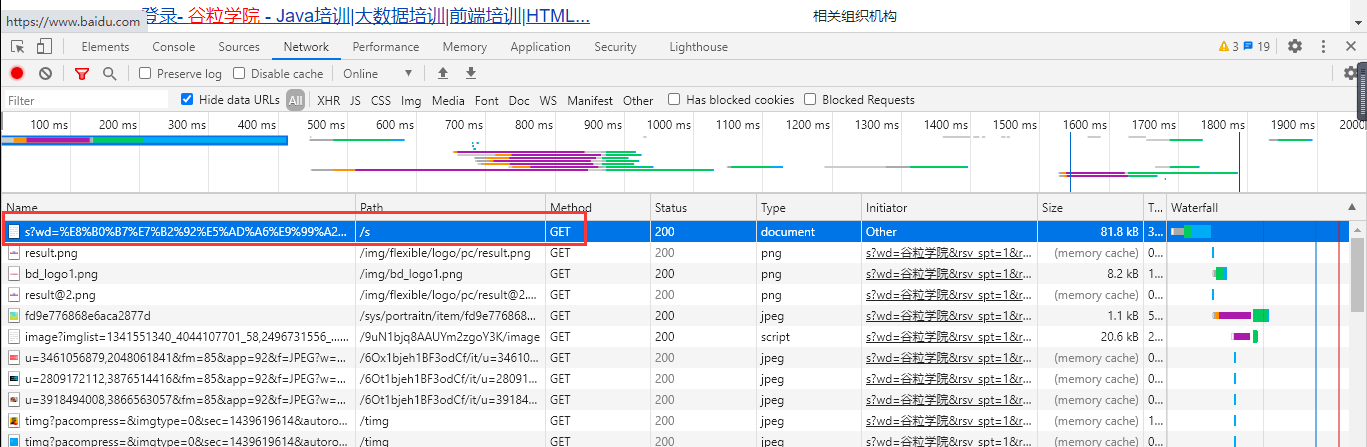 https://www.baidu.com 登录- 谷粒学院 - Java培训|大数据培训|前端培训|HTML... 相关组织机构
Elements Console Sources Network Performance Memory Application Security Lighthouse 3 19
Preserve log Disable cache Online
Filter Hide data URLs All XHR JS CSS Img Media Font Doc WS Manifest Other Has blocked cookies Blocked Requests
100 ms 200 ms 300 ms 400 ms 500 ms 600 ms 700 ms 800 ms 900 ms 1000 ms 1100 ms 1200 ms 1300 ms 1400 ms 1500 ms 1600 ms 1700 ms 1800 ms 1900 ms 2000
Name Path Method Status Type Initiator Size T... Waterfall
s?wd=%E8%B0%B7%E7%B2%92%E5%AD%A6%E9%99%A2... /s GET 200 document Other 81.8 kB 3...
result.png /img/flexible/logo/pc/result.png GET 200 png s?wd=谷粒学院&rsv_spt=1&r... (memory cache) 0...
bd_logo1.png /img/bd_logo1.png GET 200 png s?wd=谷粒学院&rsv_spt=1&r... 8.2 kB 1...
result@2.png /img/flexible/logo/pc/result@2.... GET 200 png s?wd=谷粒学院&rsv_spt=1&r... (memory cache) 0...
fd9e776868e6aca2877d /sys/portraitn/item/fd9e776868... GET 200 jpeg s?wd=谷粒学院&rsv_spt=1&r... 1.1 kB 5...
image?imglist=1341551340_4044107701_58,2496731556_...... /9uN1bjq8AAUYm2zgoY3K/image GET 200 script s?wd=谷粒学院&rsv_spt=1&r... 20.6 kB 2...
u=3461056879,2048061841&fm=85&app=92&f=JPEG?w=... /6Ox1bjeh1BF3odCf/it/u=34610... GET 200 jpeg s?wd=谷粒学院&rsv_spt=1&r... (memory cache) 0...
u=2809172112,3876514416&fm=85&app=92&f=JPEG?w=... /6Ot1bjeh1BF3odCf/it/u=28091... GET 200 jpeg s?wd=谷粒学院&rsv_spt=1&r... (memory cache) 0...
u=3918494008,3866563057&fm=85&app=92&f=JPEG?w=... /6Ot1bjeh1BF3odCf/it/u=39184... GET 200 jpeg s?wd=谷粒学院&rsv_spt=1&r... (memory cache) 0...
timg?pacompress=&imgtype=0&sec=1439619614&autoro... /timg GET 200 jpeg s?wd=谷粒学院&rsv_spt=1&r... (memory cache) 1...
timg?pacompress=&imgtype=0&sec=1439619614&autoro... /timg GET 200 jpeg s?wd=谷粒学院&rsv_spt=1&r... (memory cache) 0...